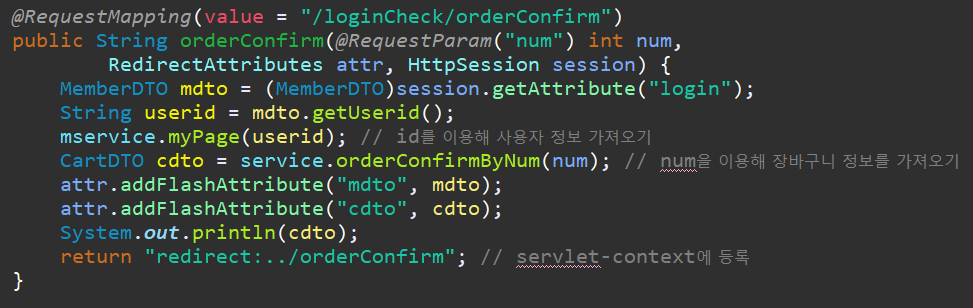 @RequestMapping(value = "/loginCheck/orderConfirm")
public String orderConfirm(@RequestParam("num") int num,
        RedirectAttributes attr, HttpSession session) {
    MemberDTO mdto = (MemberDTO)session.getAttribute("login");
    String userid = mdto.getUserid();
    mservice.myPage(userid); // id를 이용해 사용자 정보 가져오기
    CartDTO cdto = service.orderConfirmByNum(num); // num을 이용해 장바구니 정보를 가져오기
    attr.addFlashAttribute("mdto", mdto);
    attr.addFlashAttribute("cdto", cdto);
    System.out.println(cdto);
    return "redirect:../orderConfirm"; // servlet-context에 등록
}